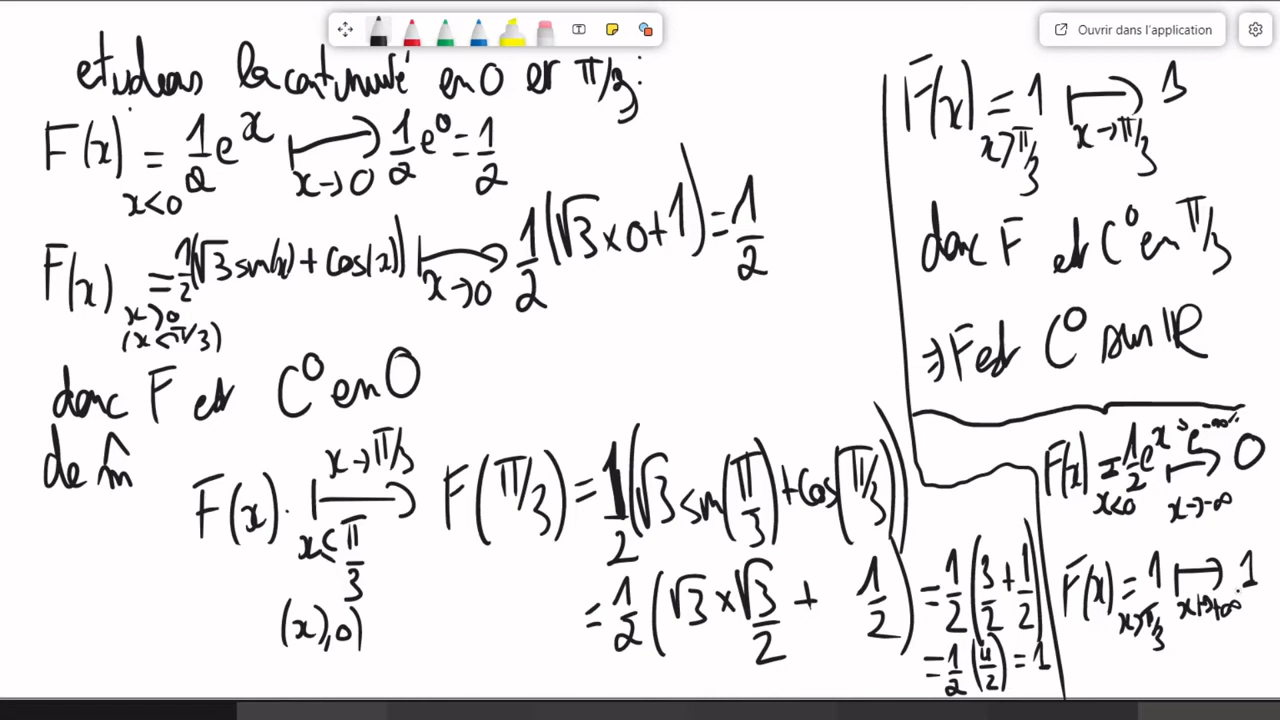 Ouvrir dans l'application
etudions la continuité en 0 et π/3 :
F(x) = 1/2 e^x ⟼ 1/2 e^0 = 1/2
x<0 x→0
F(x) = 1/2(√3 sin(x) + cos(x)) ⟼ 1/2(√3 × 0 + 1) = 1/2
x≥0 x→0
(x<π/3)
donc F est C^0 en 0
de m̂
x→π/3
F(x) ⟼ F(π/3) = 1/2(√3 sin(π/3) + cos(π/3))
x≤π/3
(x≥0)
= 1/2(√3 × √3/2 + 1/2) = 1/2(3/2 + 1/2)
= 1/2(4/2) = 1
F(x) = 1 ⟼ 1
x>π/3 x→π/3
donc F est C^0 en π/3
⇒ F est C^0 sur ℝ
F(x) = 1/2 e^x ⟼ 0
x<0 x→-∞
F(x) = 1 ⟼ 1
x>π/3 x→+∞